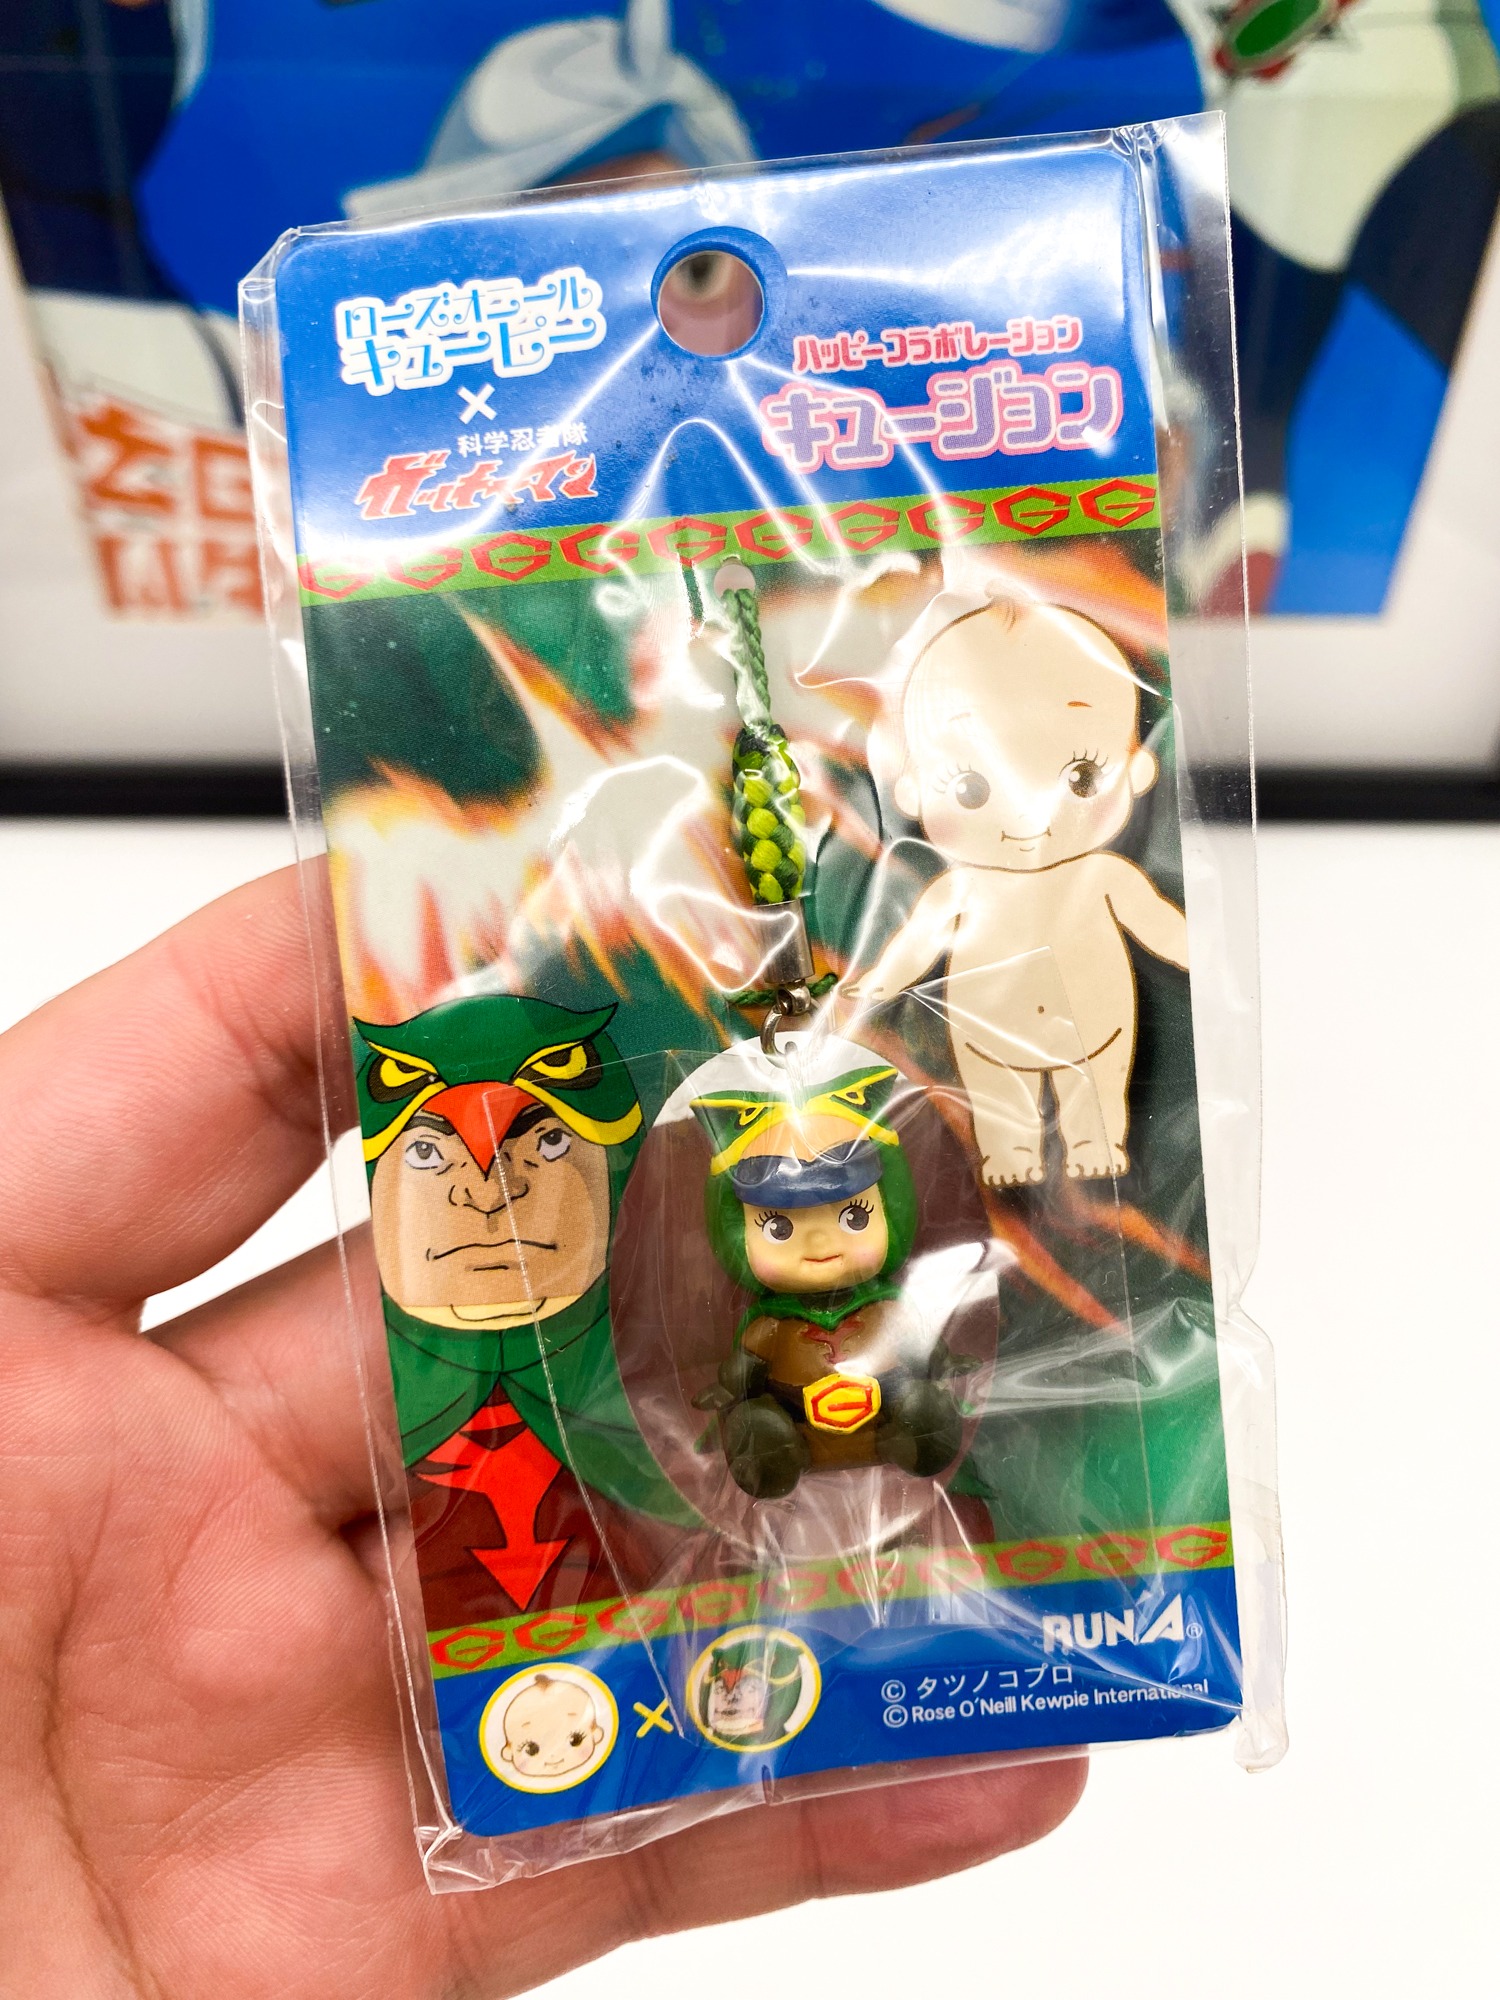 ローズオニール
キューピー
×
科学忍者隊
ガッチャマン
ハッピーコラボレーション
キュージョン
G G G G G G G G G G
G
G G G G G G G G G
RUNA®
×
© タツノコプロ
© Rose O'Neill Kewpie International